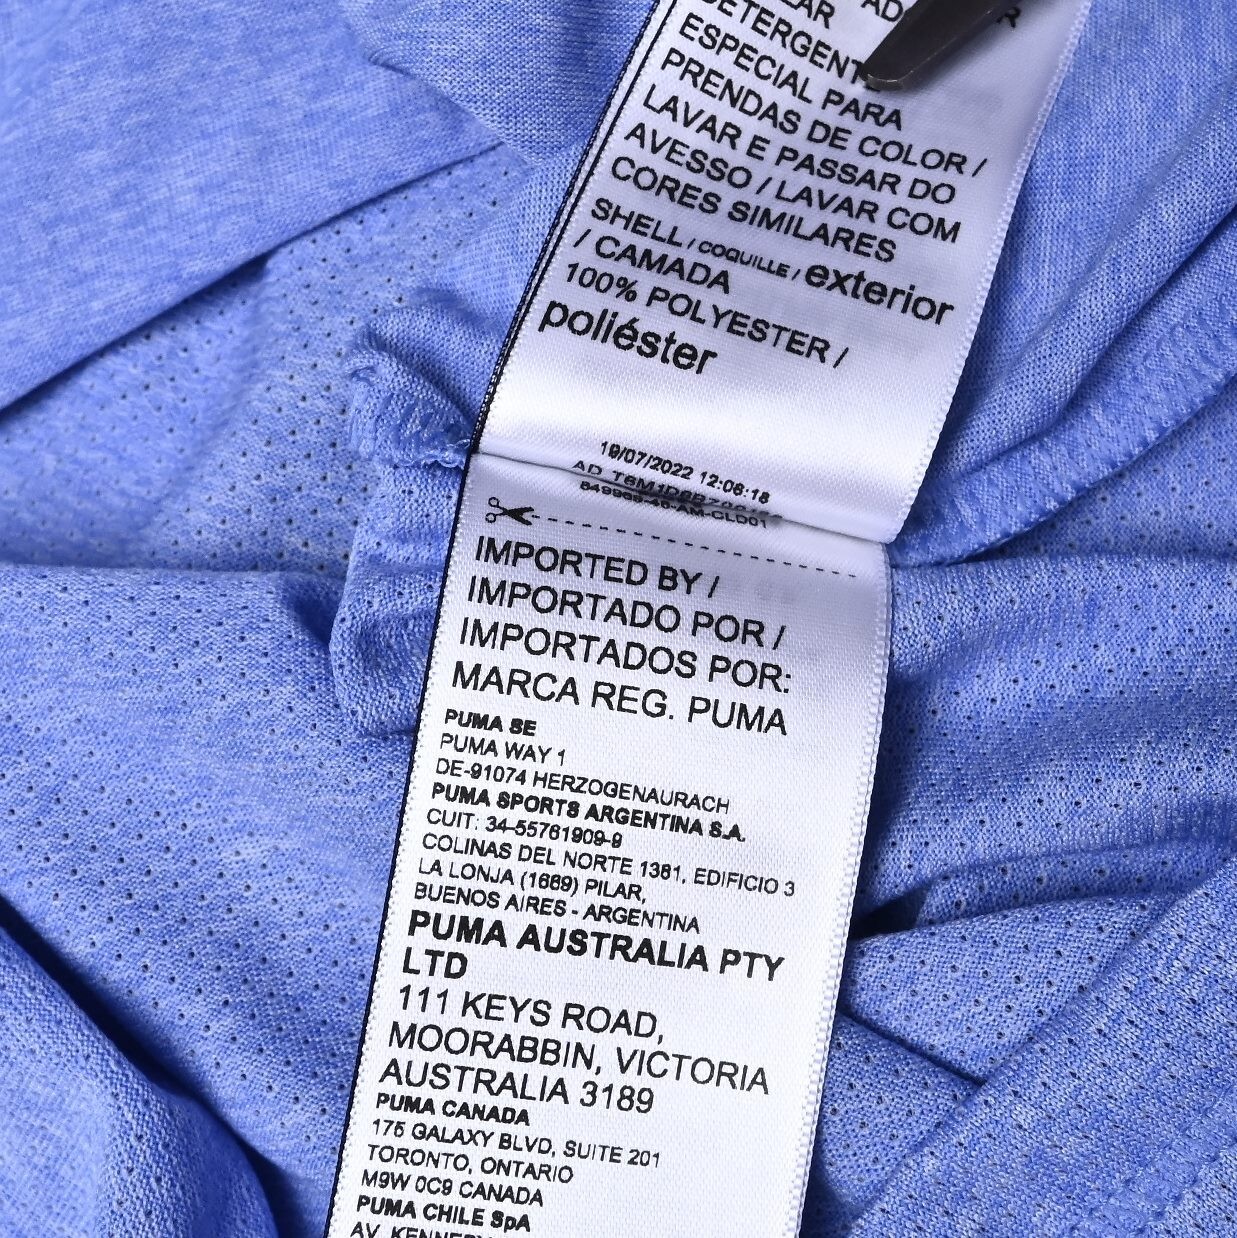 DETERGENTE
ESPECIAL PARA
PRENDAS DE COLOR /
LAVAR E PASSAR DO
AVESSO / LAVAR COM
CORES SIMILARES
SHELL / COQUILLE / exterior
/ CAMADA
100% POLYESTER /
poliéster
19/07/2022 12:06:18
IMPORTED BY /
IMPORTADO POR /
IMPORTADOS POR:
MARCA REG. PUMA
PUMA SE
PUMA WAY 1
DE-91074 HERZOGENAURACH
PUMA SPORTS ARGENTINA S.A.
CUIT: 34-55761909-9
COLINAS DEL NORTE 1381, EDIFICIO 3
LA LONJA (1669) PILAR,
BUENOS AIRES - ARGENTINA
PUMA AUSTRALIA PTY
LTD
111 KEYS ROAD,
MOORABBIN, VICTORIA
AUSTRALIA 3189
PUMA CANADA
175 GALAXY BLVD, SUITE 201
TORONTO, ONTARIO
M9W 0C9 CANADA
PUMA CHILE SpA
AV.